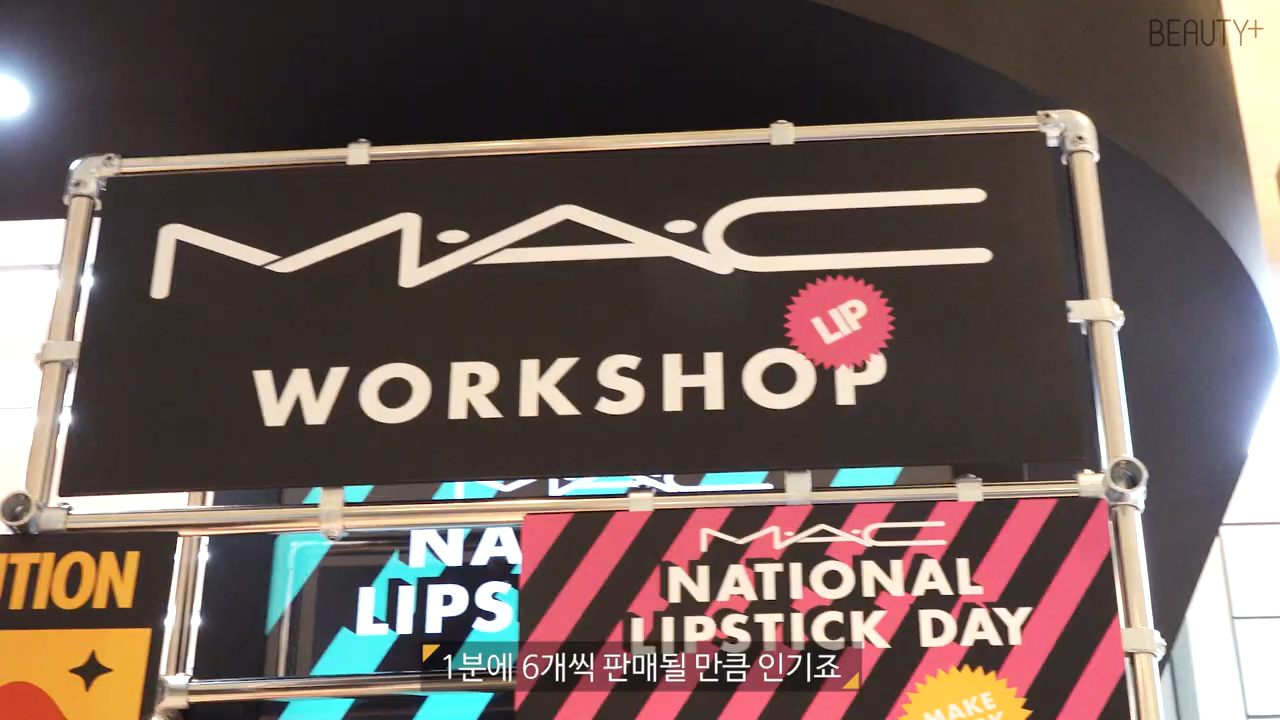 BEAUTY+
M·A·C
LIP
WORKSHOP
NA
LIPS
M·A·C
NATIONAL
LIPSTICK DAY
MAKE
1분에 6개씩 판매될 만큼 인기죠